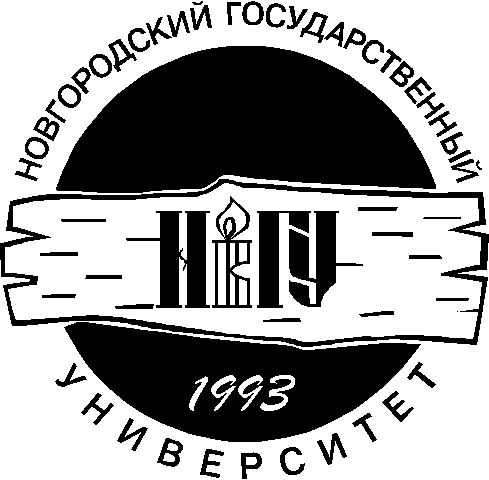 НОВГОРОДСКИЙ ГОСУДАРСТВЕННЫЙ
НГУ
1993
УНИВЕРСИТЕТ